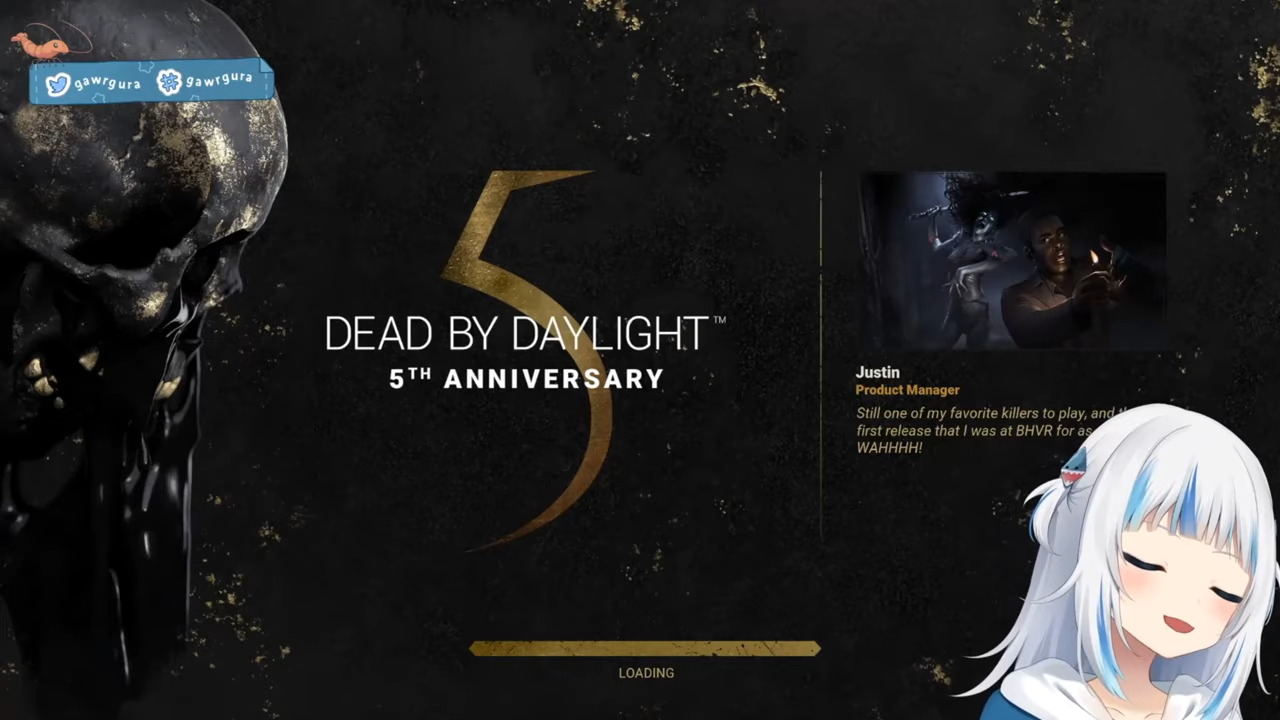 gawrgura gawrgura
DEAD BY DAYLIGHT™
5TH ANNIVERSARY
Justin
Product Manager
Still one of my favorite killers to play, and
first release that I was at BHVR for as
WAHHHH!
LOADING